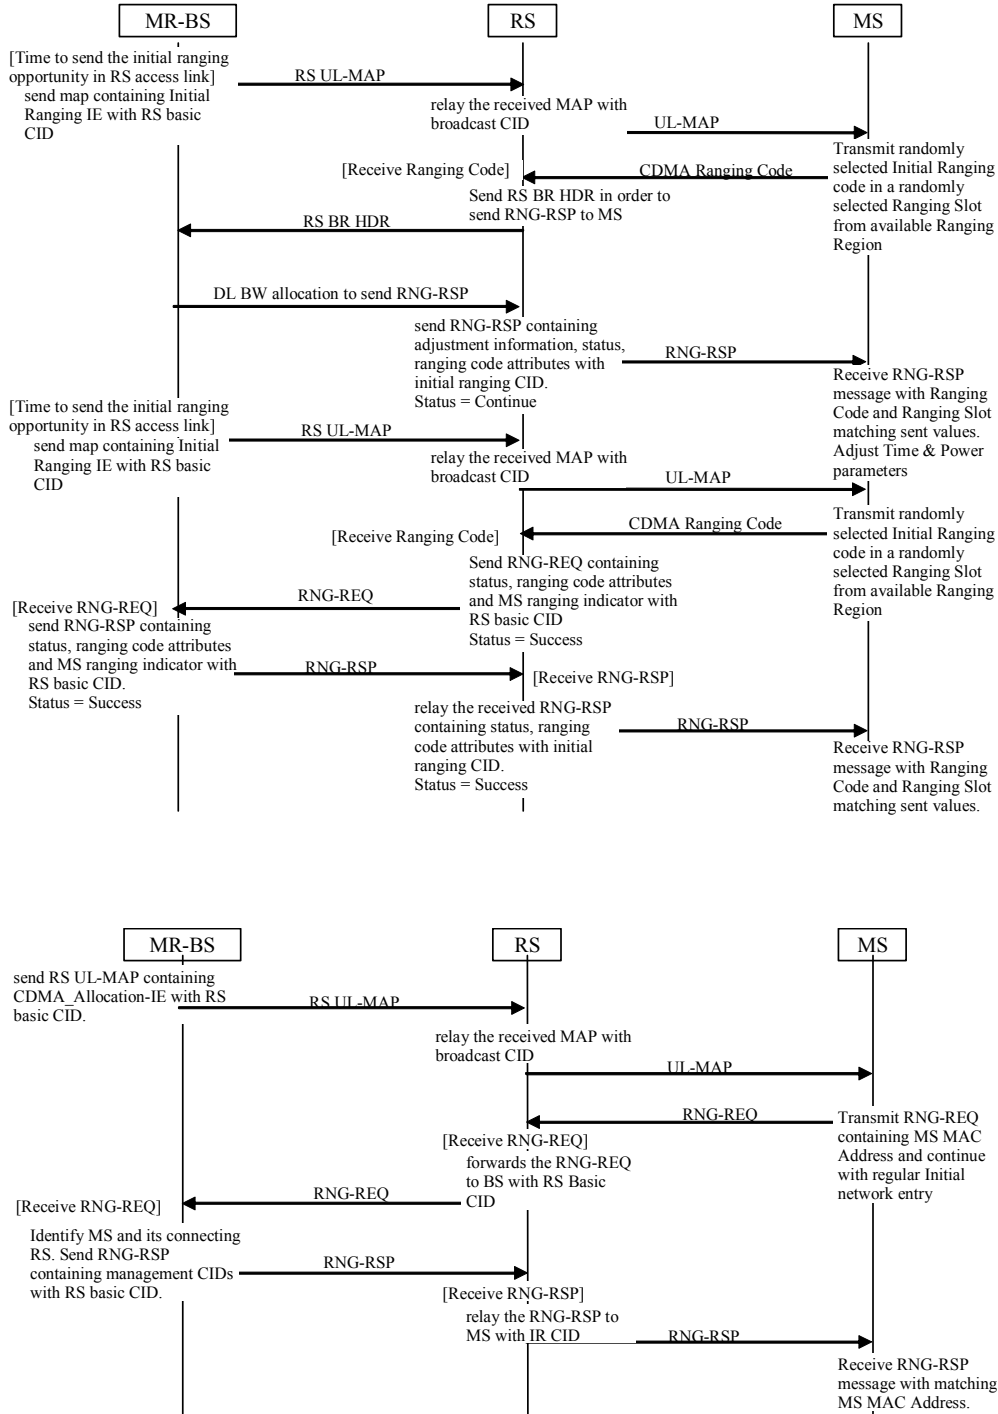 MR-BS
RS
MS
[Time to send the initial ranging
opportunity in RS access link]
send map containing Initial
Ranging IE with RS basic
CID
RS UL-MAP
relay the received MAP with
broadcast CID
UL-MAP
Transmit randomly
selected Initial Ranging
code in a randomly
selected Ranging Slot
from available Ranging
Region
CDMA Ranging Code
[Receive Ranging Code]
Send RS BR HDR in order to
send RNG-RSP to MS
RS BR HDR
DL BW allocation to send RNG-RSP
send RNG-RSP containing
adjustment information, status,
ranging code attributes with
initial ranging CID.
Status = Continue
RNG-RSP
Receive RNG-RSP
message with Ranging
Code and Ranging Slot
matching sent values.
Adjust Time & Power
parameters
[Time to send the initial ranging
opportunity in RS access link]
send map containing Initial
Ranging IE with RS basic
CID
RS UL-MAP
relay the received MAP with
broadcast CID
UL-MAP
Transmit randomly
selected Initial Ranging
code in a randomly
selected Ranging Slot
from available Ranging
Region
CDMA Ranging Code
[Receive Ranging Code]
Send RNG-REQ containing
status, ranging code attributes
and MS ranging indicator with
RS basic CID
Status = Success
RNG-REQ
[Receive RNG-REQ]
send RNG-RSP containing
status, ranging code attributes
and MS ranging indicator with
RS basic CID.
Status = Success
RNG-RSP
[Receive RNG-RSP]
relay the received RNG-RSP
containing status, ranging
code attributes with initial
ranging CID.
Status = Success
RNG-RSP
Receive RNG-RSP
message with Ranging
Code and Ranging Slot
matching sent values.
MR-BS
RS
MS
send RS UL-MAP containing
CDMA_Allocation-IE with RS
basic CID.
RS UL-MAP
relay the received MAP with
broadcast CID
UL-MAP
RNG-REQ
Transmit RNG-REQ
containing MS MAC
Address and continue
with regular Initial
network entry
[Receive RNG-REQ]
forwards the RNG-REQ
to BS with RS Basic
CID
RNG-REQ
[Receive RNG-REQ]
Identify MS and its connecting
RS. Send RNG-RSP
containing management CIDs
with RS basic CID.
RNG-RSP
[Receive RNG-RSP]
relay the RNG-RSP to
MS with IR CID
RNG-RSP
Receive RNG-RSP
message with matching
MS MAC Address.